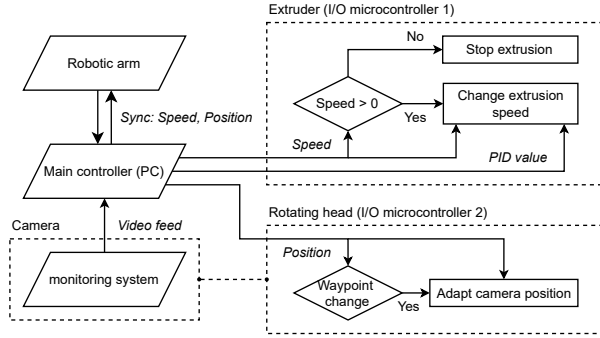 Extruder (I/O microcontroller 1)
Robotic arm
No
Stop extrusion
Speed > 0
Yes
Change extrusion
speed
Sync: Speed, Position
Speed
PID value
Main controller (PC)
Camera
Video feed
Rotating head (I/O microcontroller 2)
Position
monitoring system
Waypoint
change
Yes
Adapt camera position